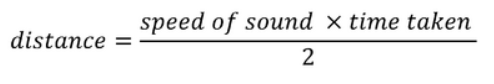 distance = speed of sound × time taken / 2